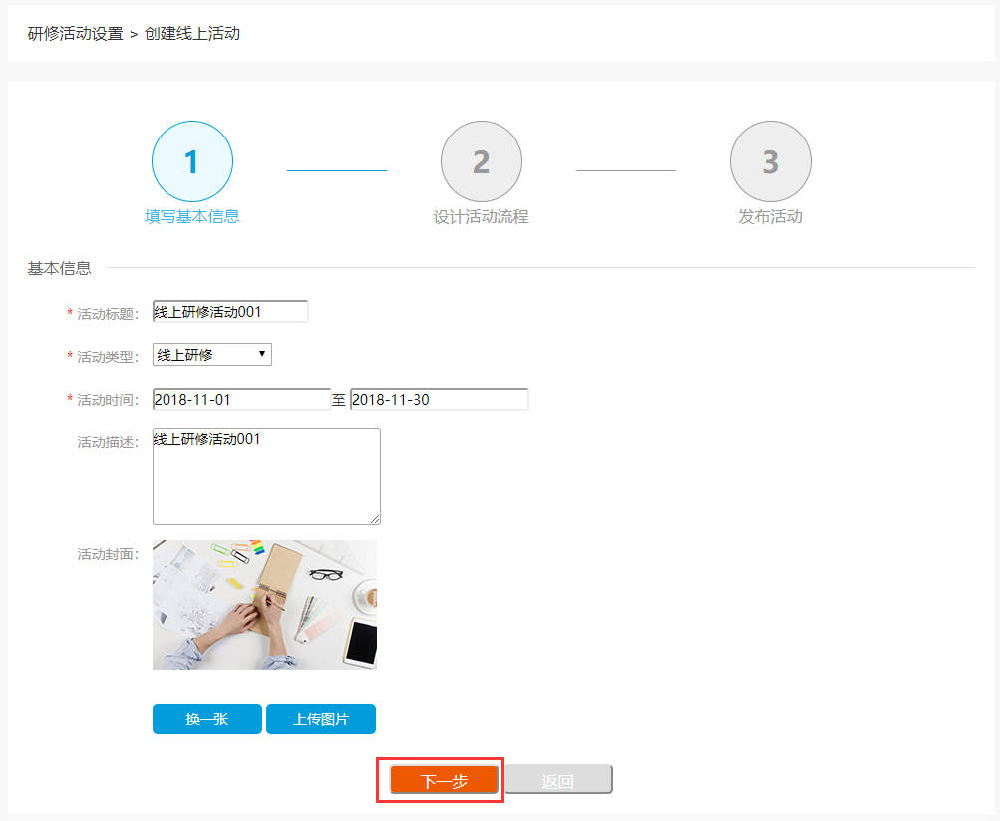 研修活动设置 > 创建线上活动
1
2
3
填写基本信息
设计活动流程
发布活动
基本信息
* 活动标题: 线上研修活动001
* 活动类型: 线上研修
* 活动时间: 2018-11-01 至 2018-11-30
活动描述: 线上研修活动001
活动封面:
换一张 上传图片
下一步 返回